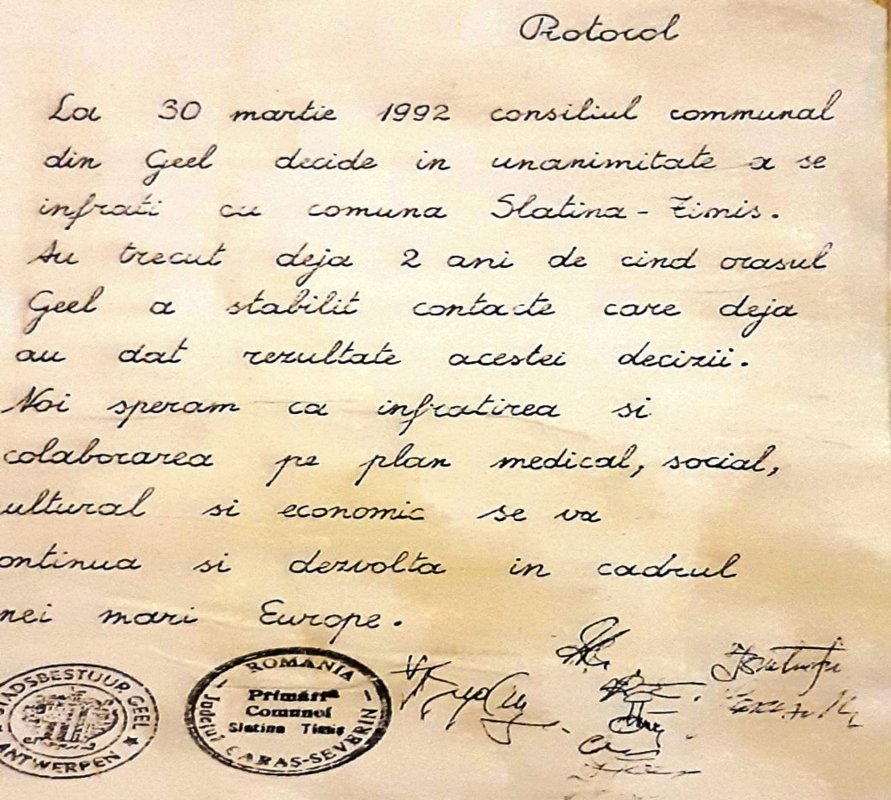 Protocol
La 30 martie 1992 consiliul communal
din Geel decide in unanimitate a se
infrati cu comuna Slatina - Timis.
Au trecut deja 2 ani de cind orasul
Geel a stabilit contacte care deja
au dat rezultate acestei decizii.
Noi speram ca infratirea si
colaborarea pe plan medical, social,
ultural si economic se va
ontinua si dezvolta in cadrul
nei mari Europe.
STADSBESTUUR GEEL
ANTWERPEN
ROMANIA
Primăria
Comunei
Slatina Timiș
Județul CARAS-SEVERIN